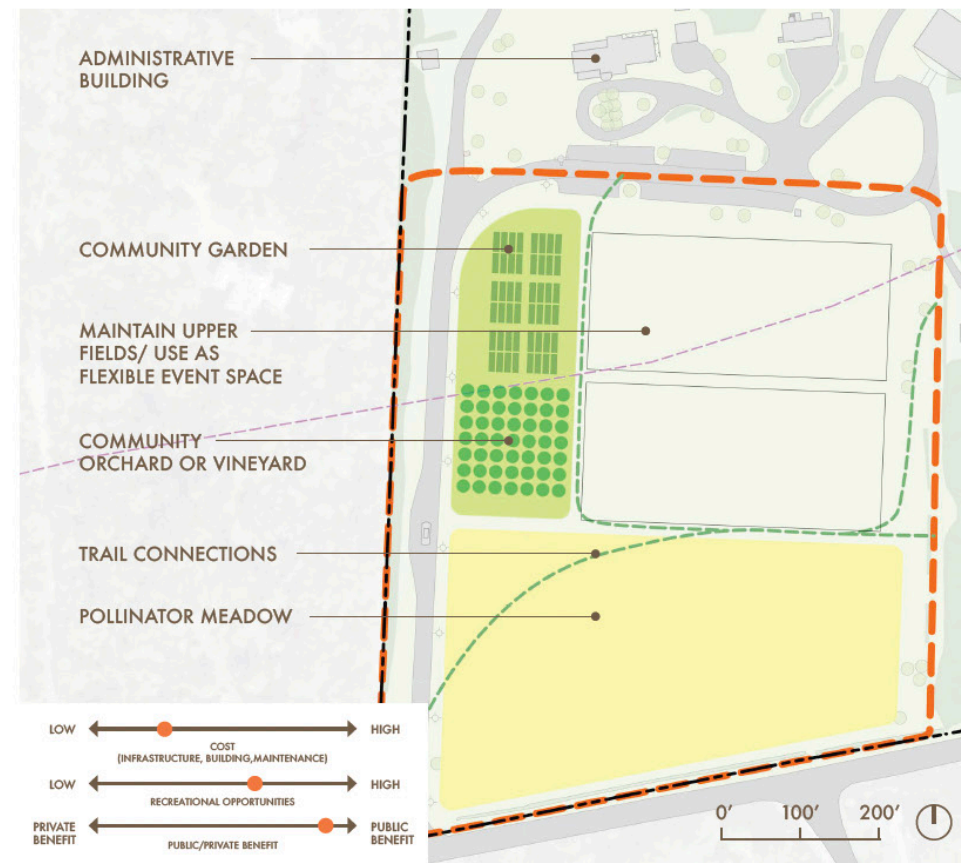 ADMINISTRATIVE
BUILDING
COMMUNITY GARDEN
MAINTAIN UPPER
FIELDS/ USE AS
FLEXIBLE EVENT SPACE
COMMUNITY
ORCHARD OR VINEYARD
TRAIL CONNECTIONS
POLLINATOR MEADOW
LOW HIGH
COST
(INFRASTRUCTURE, BUILDING,MAINTENANCE)
LOW HIGH
RECREATIONAL OPPORTUNITIES
PRIVATE BENEFIT PUBLIC BENEFIT
PUBLIC/PRIVATE BENEFIT
0' 100' 200'